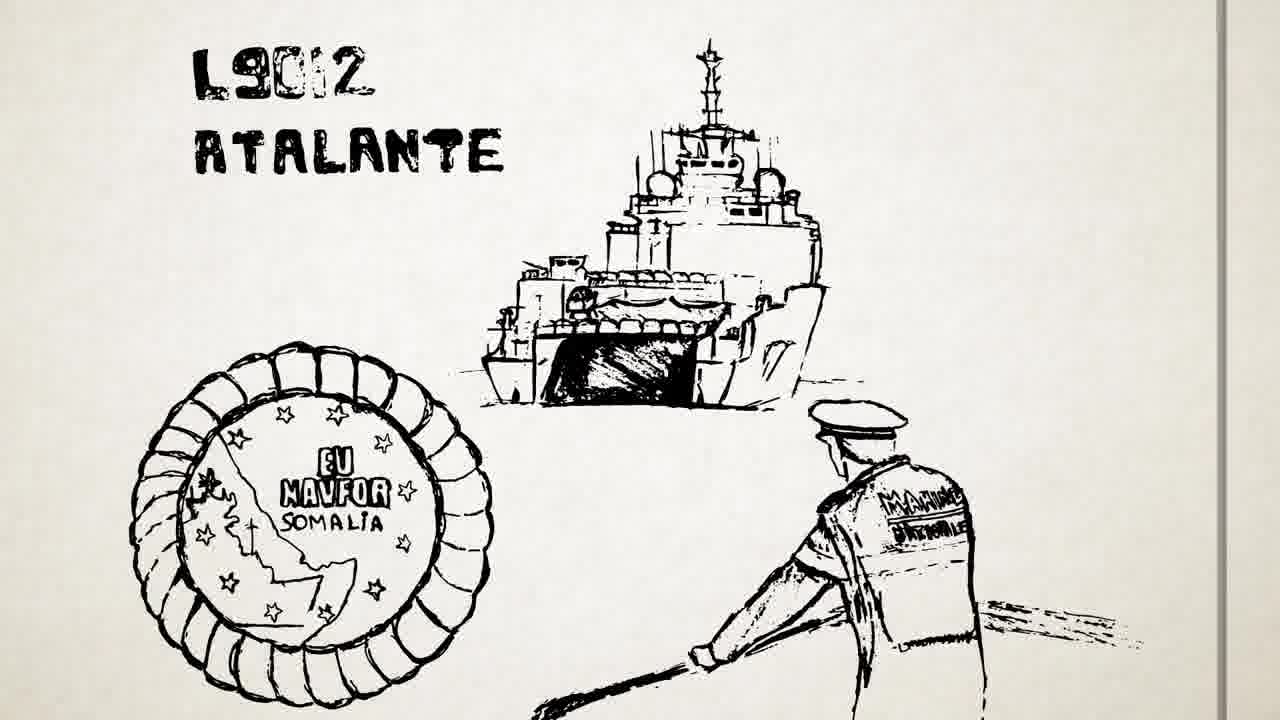 L9012
ATALANTE
EU
NAVFOR
SOMALIA
MARINE
NATIONALE